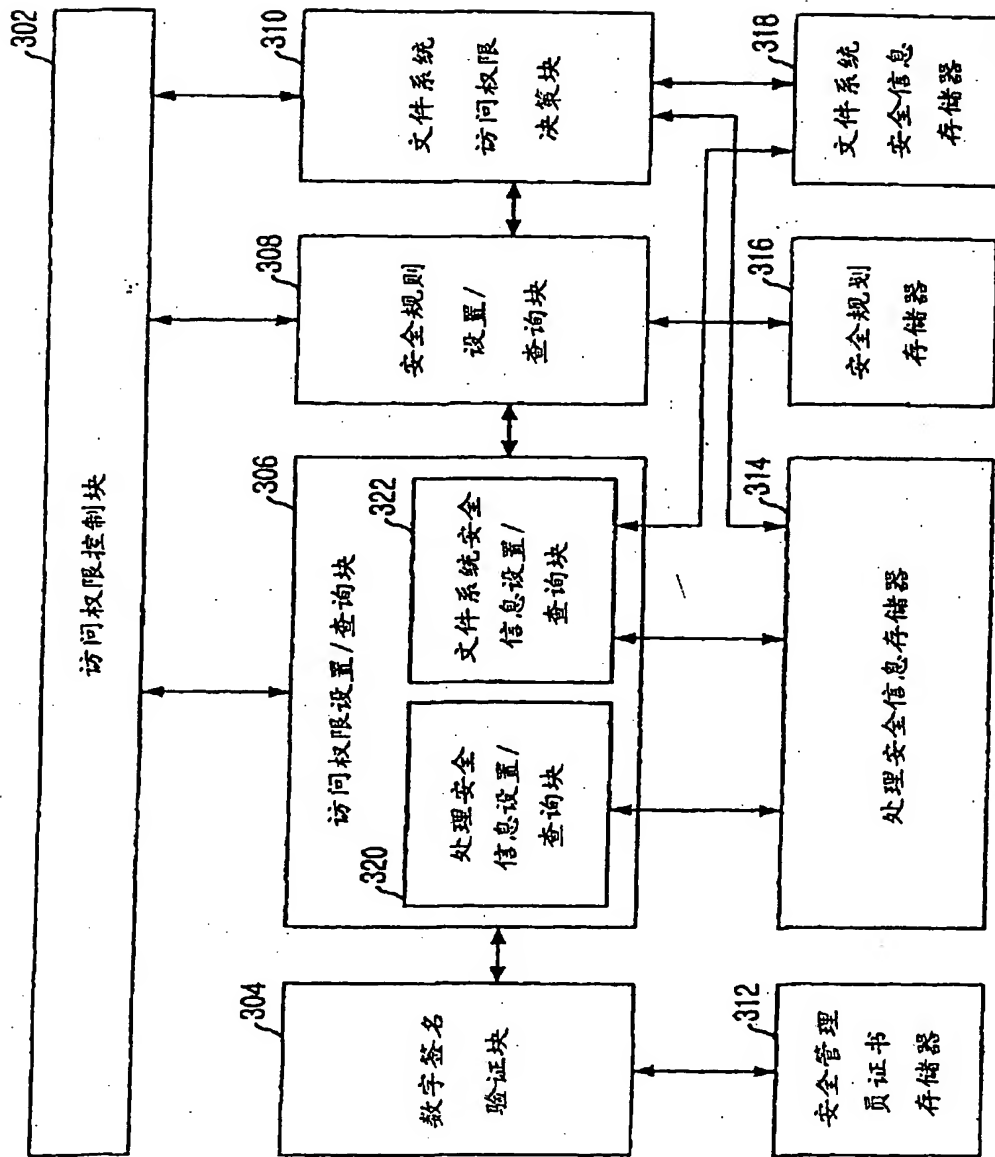 302
访问权限控制块
304
数字签名
验证块
306
访问权限设置/查询块
320
处理安全
信息设置/
查询块
322
文件系统安全
信息设置/
查询块
308
安全规则
设置/
查询块
310
文件系统
访问权限
决策块
312
安全管理
员证书
存储器
314
处理安全信息存储器
316
安全规划
存储器
318
文件系统
安全信息
存储器